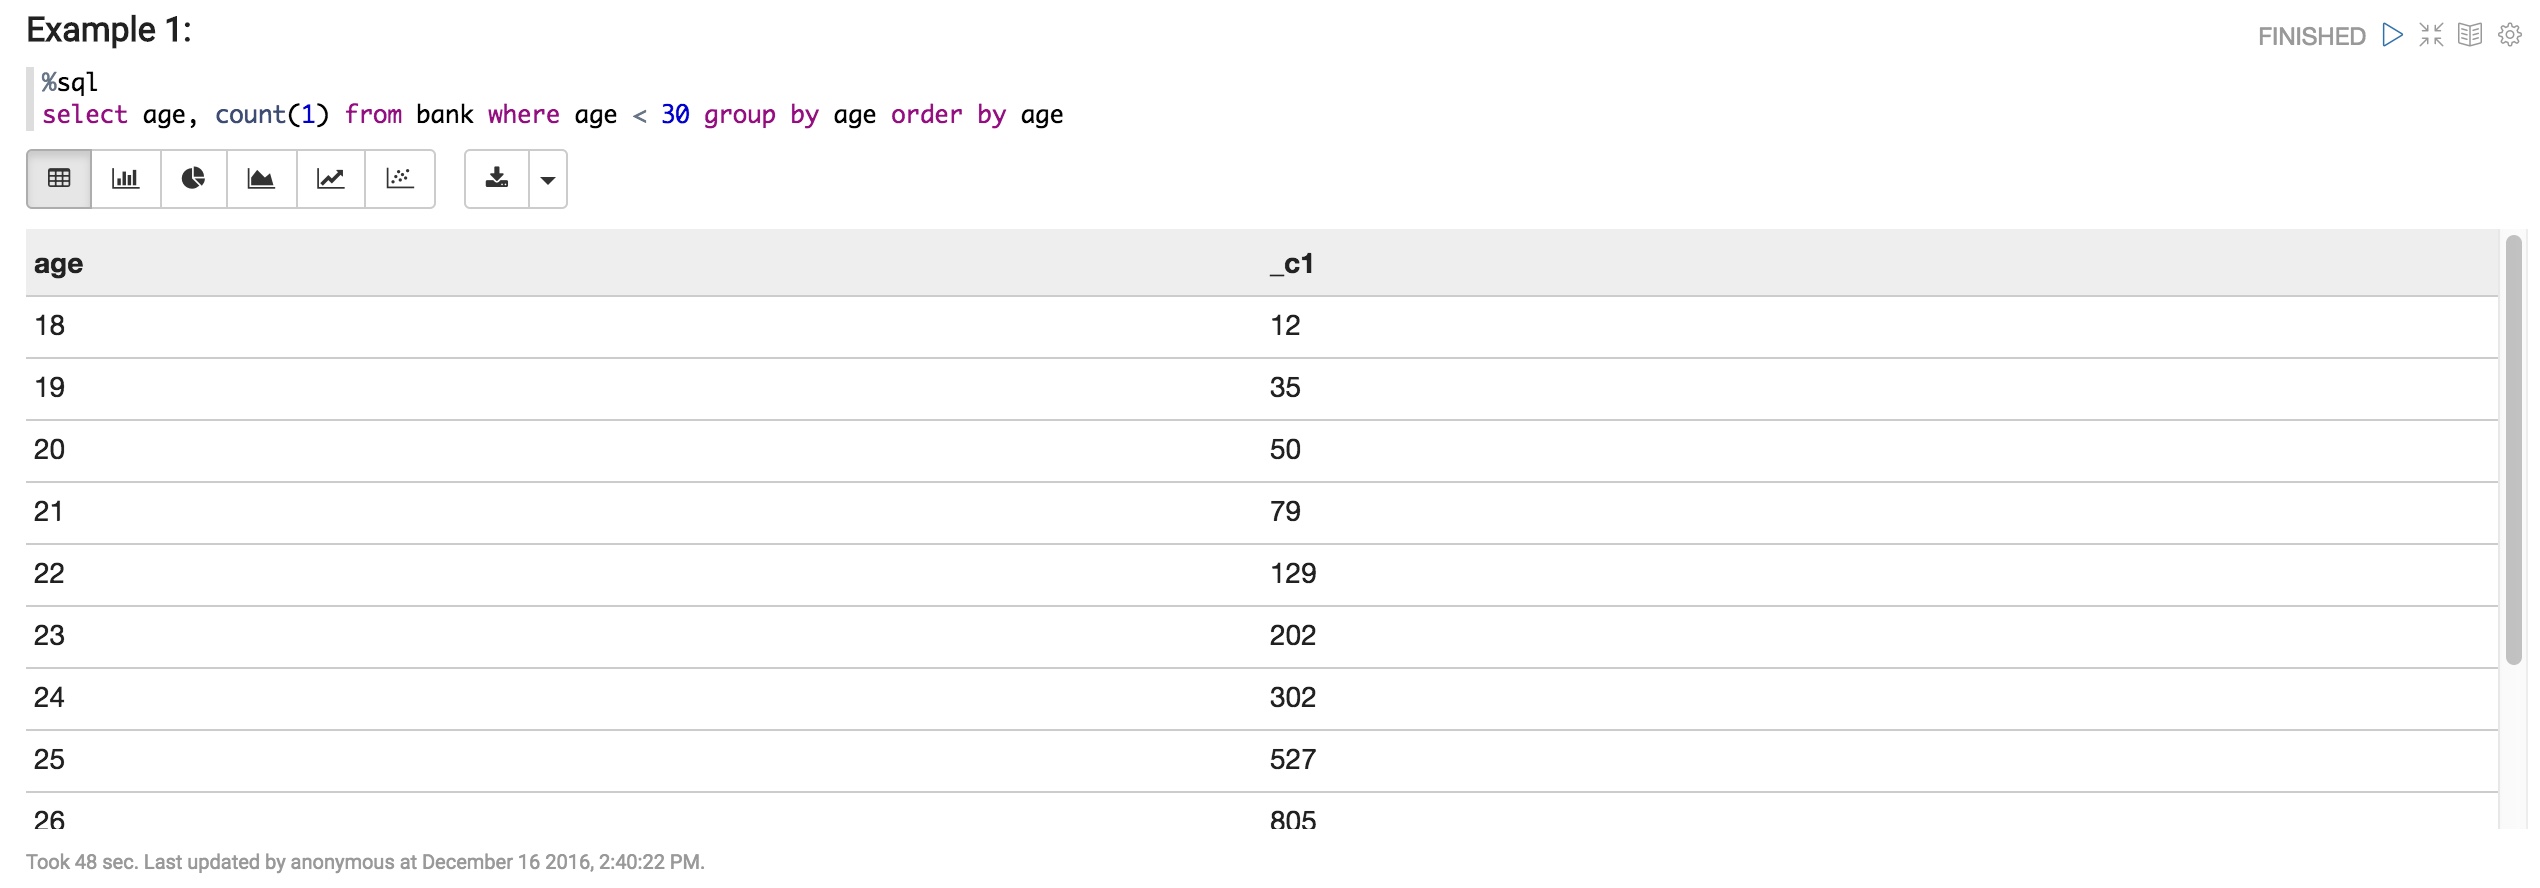 Example 1:
FINISHED
%sql
select age, count(1) from bank where age < 30 group by age order by age
age _c1
18 12
19 35
20 50
21 79
22 129
23 202
24 302
25 527
26 805
Took 48 sec. Last updated by anonymous at December 16 2016, 2:40:22 PM.